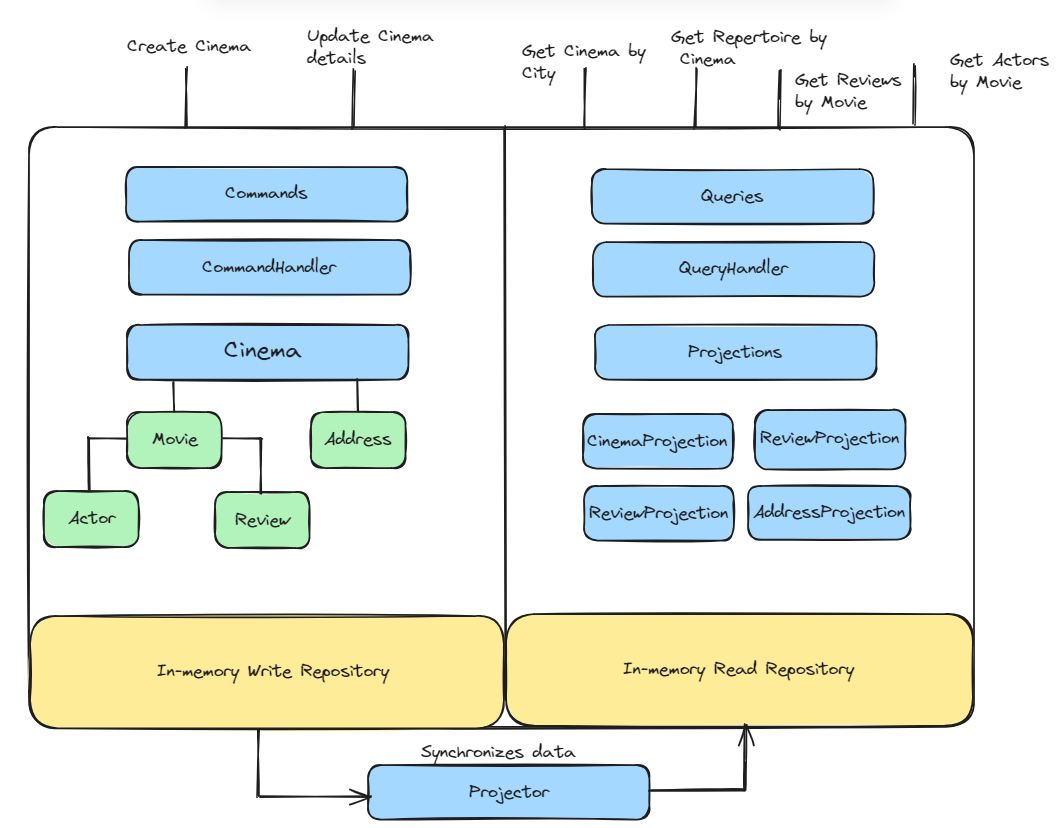 Create Cinema
Update Cinema
details
Get Cinema by
City
Get Repertoire by
Cinema
Get Reviews
by Movie
Get Actors
by Movie
Commands
CommandHandler
Cinema
Movie
Address
Actor
Review
In-memory Write Repository
Queries
QueryHandler
Projections
CinemaProjection
ReviewProjection
ReviewProjection
AddressProjection
In-memory Read Repository
Synchronizes data
Projector